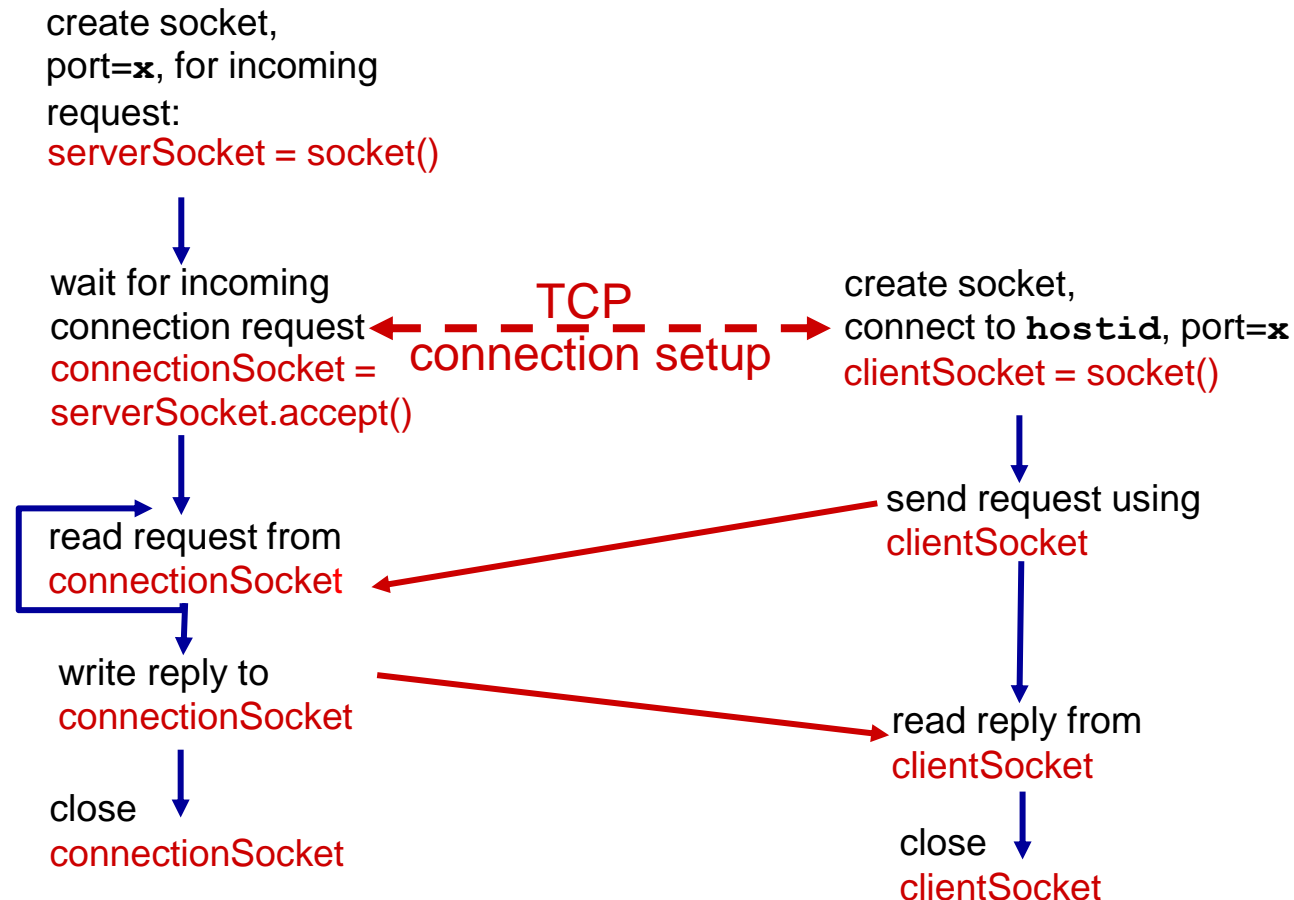 create socket,
port=x, for incoming
request:
serverSocket = socket()
wait for incoming
connection request
connectionSocket =
serverSocket.accept()
TCP
connection setup
create socket,
connect to hostid, port=x
clientSocket = socket()
read request from
connectionSocket
send request using
clientSocket
write reply to
connectionSocket
read reply from
clientSocket
close
connectionSocket
close
clientSocket